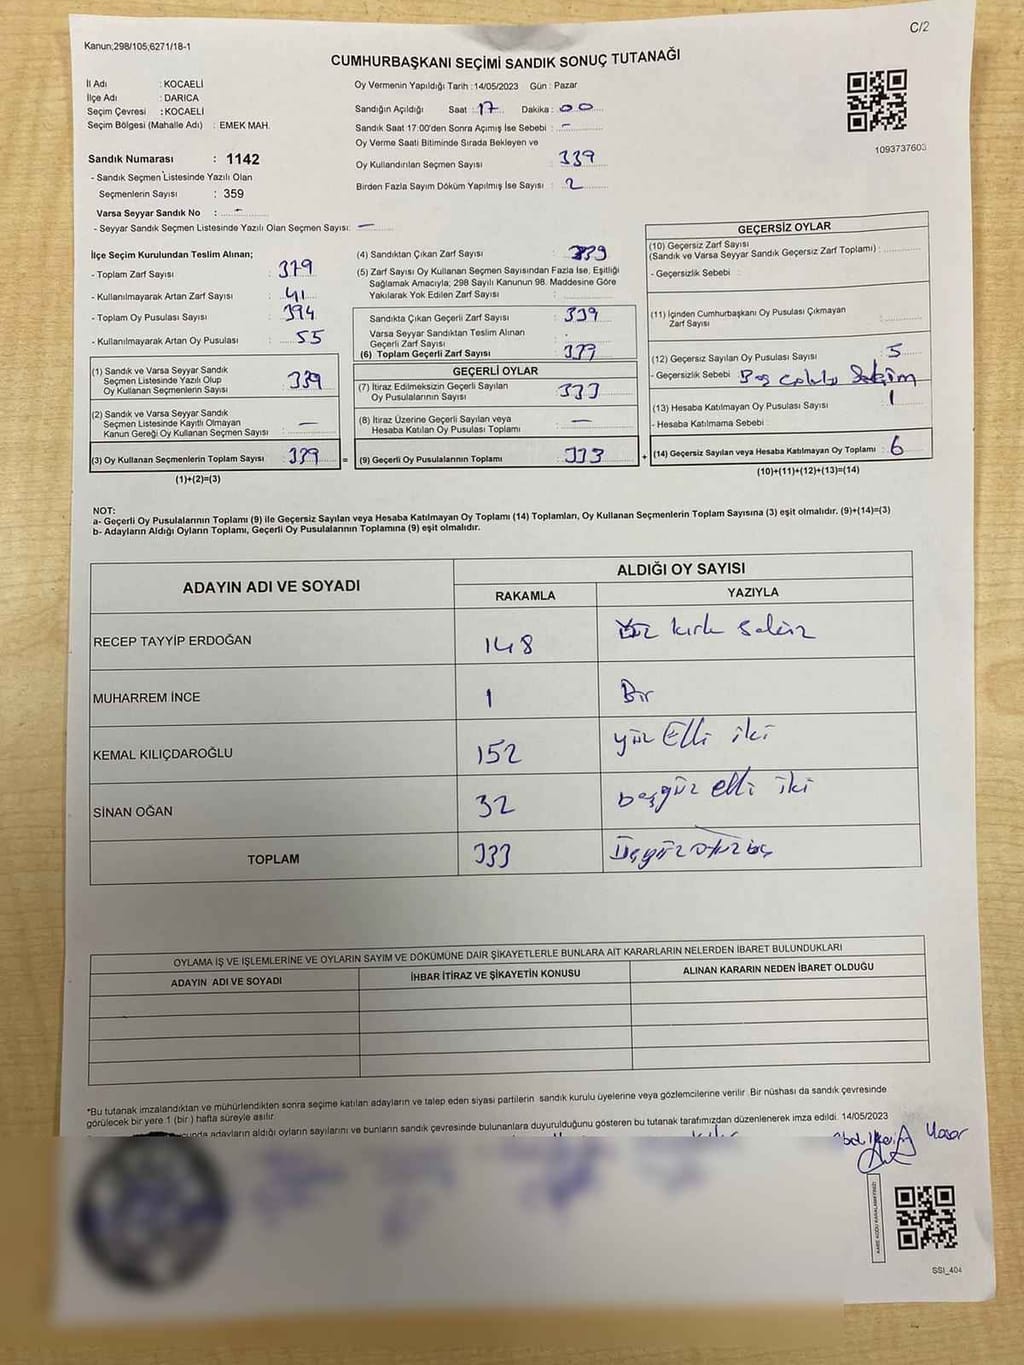 C/2
Kanun;298/105;6271/18-1
CUMHURBAŞKANI SEÇİMİ SANDIK SONUÇ TUTANAĞI
İl Adı : KOCAELİ
İlçe Adı : DARICA
Seçim Çevresi : KOCAELİ
Seçim Bölgesi (Mahalle Adı) : EMEK MAH.
Sandık Numarası : 1142
- Sandık Seçmen Listesinde Yazılı Olan
Seçmenlerin Sayısı : 359
Varsa Seyyar Sandık No : -
- Seyyar Sandık Seçmen Listesinde Yazılı Olan Seçmen Sayısı: —
Oy Vermenin Yapıldığı Tarih : 14/05/2023 Gün : Pazar
Sandığın Açıldığı Saat : 17 Dakika : 00
Sandık Saat 17:00'den Sonra Açımış İse Sebebi : -
Oy Verme Saati Bitiminde Sırada Bekleyen ve
Oy Kullandırılan Seçmen Sayısı : 339
Birden Fazla Sayım Döküm Yapılmış İse Sayısı : 2
1093737603
İlçe Seçim Kurulundan Teslim Alınan;
- Toplam Zarf Sayısı : 379
- Kullanılmayarak Artan Zarf Sayısı : 41
- Toplam Oy Pusulası Sayısı : 394
- Kullanılmayarak Artan Oy Pusulası : 55
(1) Sandık ve Varsa Seyyar Sandık
Seçmen Listesinde Yazılı Olup
Oy Kullanan Seçmenlerin Sayısı : 339
(2) Sandık ve Varsa Seyyar Sandık
Seçmen Listesinde Kayıtlı Olmayan
Kanun Gereği Oy Kullanan Seçmen Sayısı : —
(3) Oy Kullanan Seçmenlerin Toplam Sayısı : 339
(1)+(2)=(3)
(4) Sandıktan Çıkan Zarf Sayısı : 339
(5) Zarf Sayısı Oy Kullanan Seçmen Sayısından Fazla İse, Eşitliği
Sağlamak Amacıyla; 298 Sayılı Kanunun 98. Maddesine Göre
Yakılarak Yok Edilen Zarf Sayısı :
Sandıkta Çıkan Geçerli Zarf Sayısı : 339
Varsa Seyyar Sandıktan Teslim Alınan
Geçerli Zarf Sayısı :
(6) Toplam Geçerli Zarf Sayısı : 339
GEÇERLİ OYLAR
(7) İtiraz Edilmeksizin Geçerli Sayılan
Oy Pusulalarının Sayısı : 333
(8) İtiraz Üzerine Geçerli Sayılan veya
Hesaba Katılan Oy Pusulası Toplamı : —
= (9) Geçerli Oy Pusulalarının Toplamı : 333
GEÇERSİZ OYLAR
(10) Geçersiz Zarf Sayısı
(Sandık ve Varsa Seyyar Sandık Geçersiz Zarf Toplamı) :
- Geçersizlik Sebebi :
(11) İçinden Cumhurbaşkanı Oy Pusulası Çıkmayan
Zarf Sayısı :
(12) Geçersiz Sayılan Oy Pusulası Sayısı : 5
- Geçersizlik Sebebi :
(13) Hesaba Katılmayan Oy Pusulası Sayısı : 1
- Hesaba Katılmama Sebebi
+ (14) Geçersiz Sayılan veya Hesaba Katılmayan Oy Toplamı : 6
(10)+(11)+(12)+(13)=(14)
NOT:
a- Geçerli Oy Pusulalarının Toplamı (9) ile Geçersiz Sayılan veya Hesaba Katılmayan Oy Toplamı (14) Toplamları, Oy Kullanan Seçmenlerin Toplam Sayısına (3) eşit olmalıdır. (9)+(14)=(3)
b- Adayların Aldığı Oyların Toplamı, Geçerli Oy Pusulalarının Toplamına (9) eşit olmalıdır.
ADAYIN ADI VE SOYADI
ALDIĞI OY SAYISI
RAKAMLA YAZIYLA
RECEP TAYYİP ERDOĞAN 148 Yüz kırk sekiz
MUHARREM İNCE 1 Bir
KEMAL KILIÇDAROĞLU 152 yüz Elli iki
SİNAN OĞAN 32 beşyüz elli iki
TOPLAM 333 Üçyüz otuz üç
OYLAMA İŞ VE İŞLEMLERİNE VE OYLARIN SAYIM VE DÖKÜMÜNE DAİR ŞİKAYETLERLE BUNLARA AİT KARARLARIN NELERDEN İBARET BULUNDUKLARI
ADAYIN ADI VE SOYADI
İHBAR İTİRAZ VE ŞİKAYETİN KONUSU
ALINAN KARARIN NEDEN İBARET OLDUĞU
*Bu tutanak imzalandıktan ve mühürlendikten sonra seçime katılan adayların ve talep eden siyasi partilerin sandık kurulu üyelerine veya gözlemcilerine verilir. Bir nüshası da sandık çevresinde
görülecek bir yere 1 (bir ) hafta süreyle asılır.
adayların aldığı oyların sayılarını ve bunların sandık çevresinde bulunanlara duyurulduğunu gösteren bu tutanak tarafımızdan düzenlenerek imza edildi. 14/05/2023
SSI_404